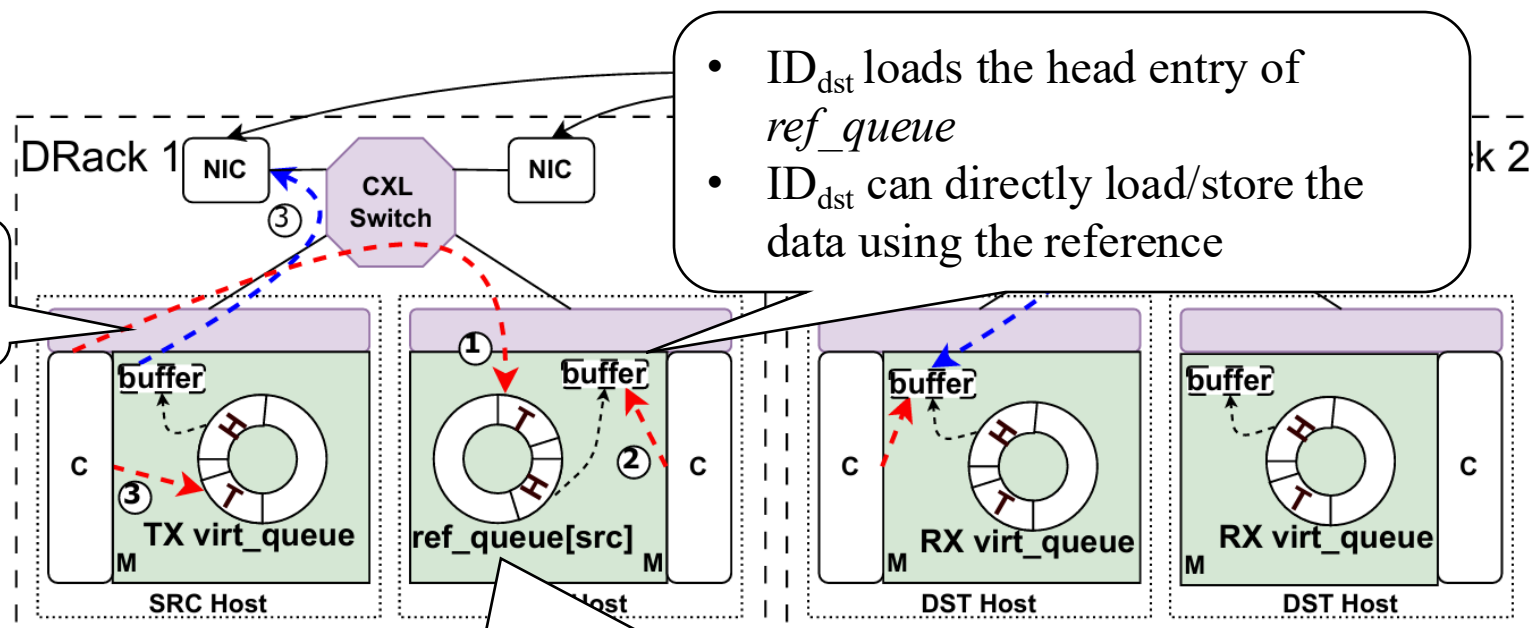 • ID_dst loads the head entry of
ref_queue
• ID_dst can directly load/store the
data using the reference
DRack 1
NIC
CXL
Switch
NIC
k 2
③
①
buffer
buffer
buffer
buffer
H
T
H
H
C
②
C
C
C
③
T
H
T
T
TX virt_queue
ref_queue[src]
RX virt_queue
RX virt_queue
M
M
M
M
SRC Host
Host
DST Host
DST Host